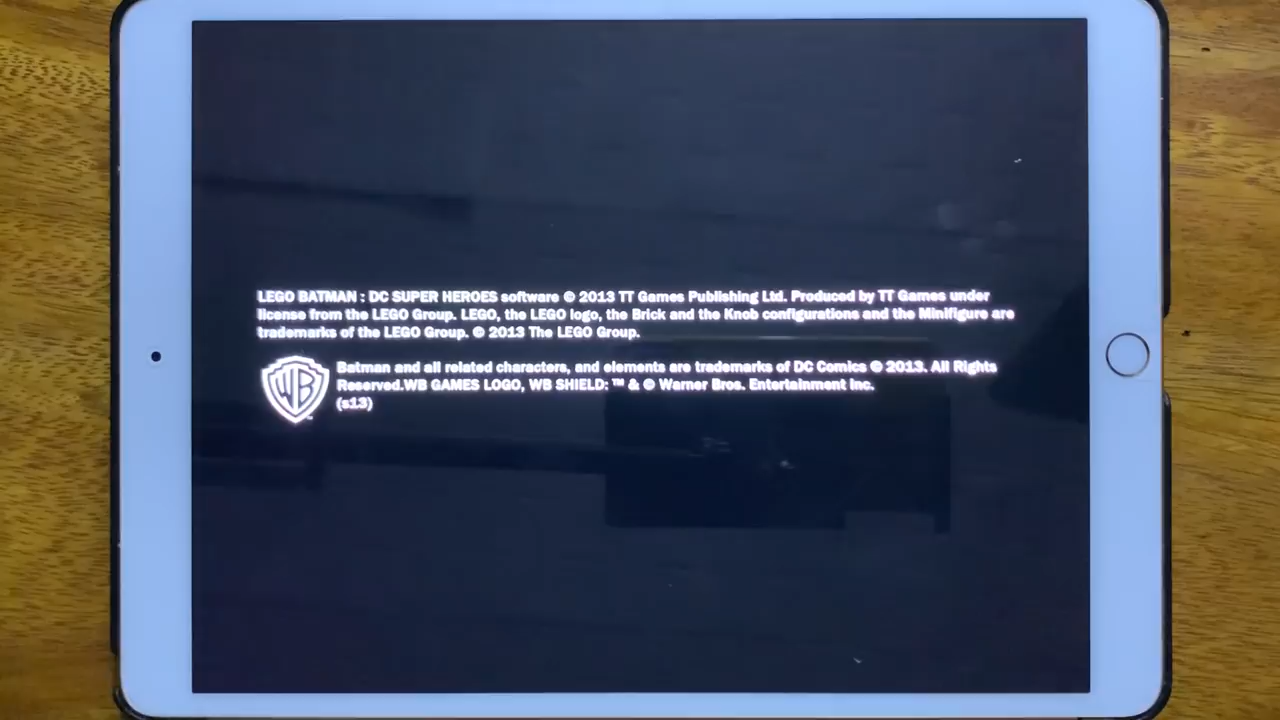 LEGO BATMAN : DC SUPER HEROES software © 2013 TT Games Publishing Ltd. Produced by TT Games under
license from the LEGO Group. LEGO, the LEGO logo, the Brick and the Knob configurations and the Minifigure are
trademarks of the LEGO Group. © 2013 The LEGO Group.
WB
Batman and all related characters, and elements are trademarks of DC Comics © 2013. All Rights
Reserved.WB GAMES LOGO, WB SHIELD: ™ & © Warner Bros. Entertainment Inc.
(s13)